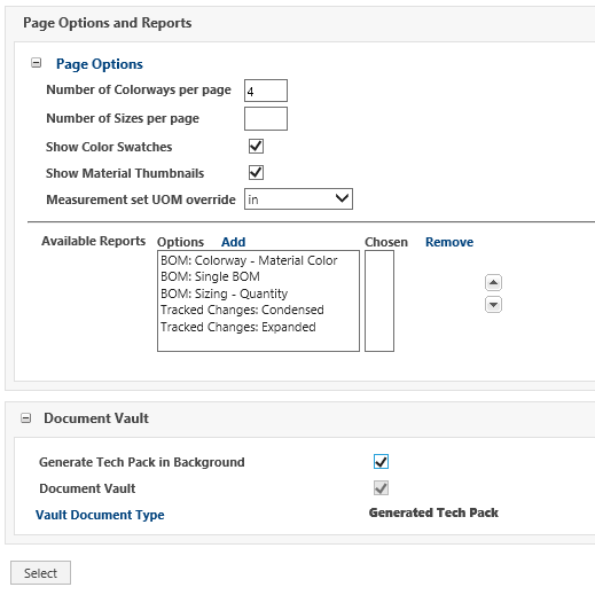 Page Options and Reports
Page Options
Number of Colorways per page 4
Number of Sizes per page
Show Color Swatches
Show Material Thumbnails
Measurement set UOM override in
Available Reports Options Add Chosen Remove
BOM: Colorway - Material Color
BOM: Single BOM
BOM: Sizing - Quantity
Tracked Changes: Condensed
Tracked Changes: Expanded
Document Vault
Generate Tech Pack in Background
Document Vault
Vault Document Type Generated Tech Pack
Select